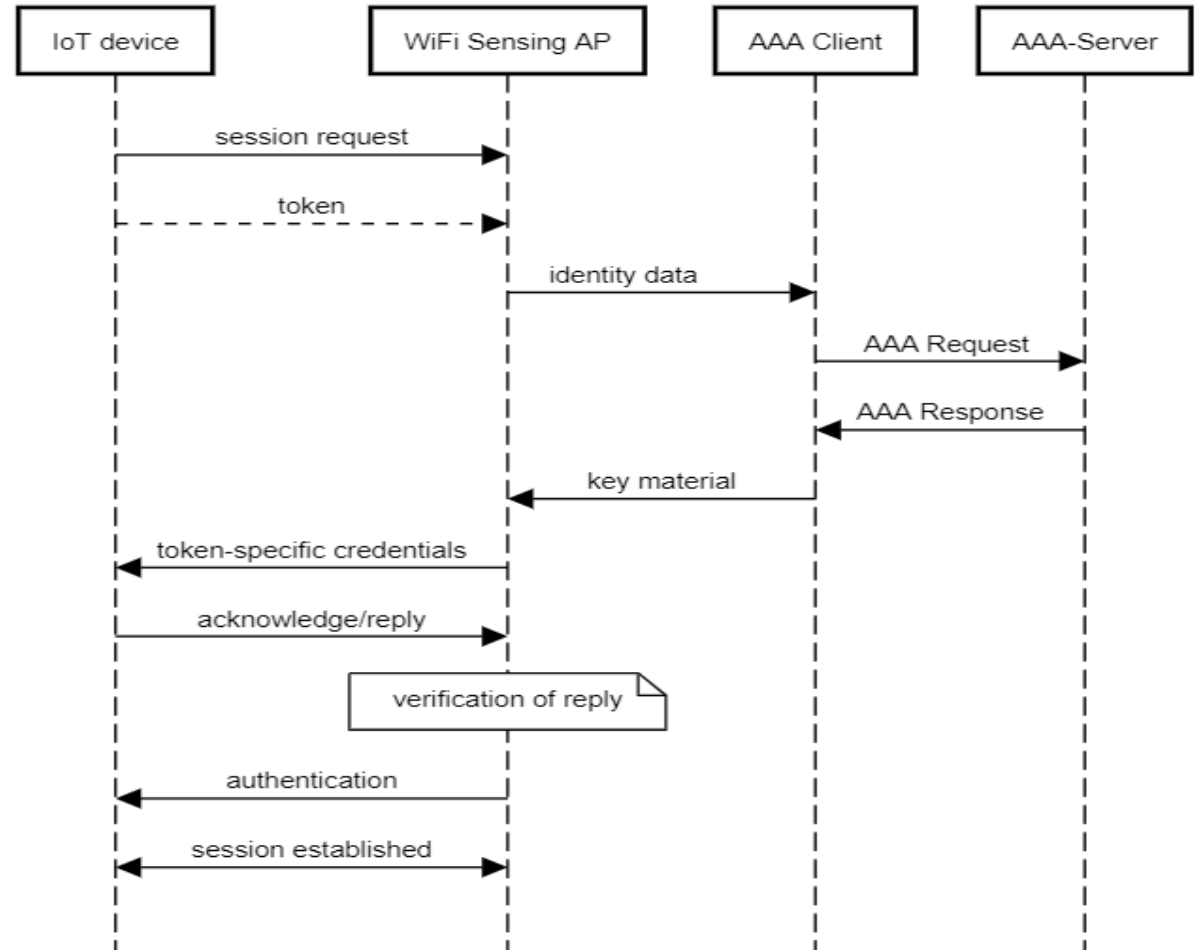 IoT device
WiFi Sensing AP
AAA Client
AAA-Server
session request
token
identity data
AAA Request
AAA Response
key material
token-specific credentials
acknowledge/reply
verification of reply
authentication
session established